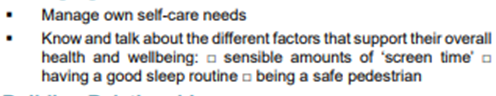 ▪ Manage own self-care needs
▪ Know and talk about the different factors that support their overall
health and wellbeing: □ sensible amounts of ‘screen time’ □
having a good sleep routine □ being a safe pedestrian